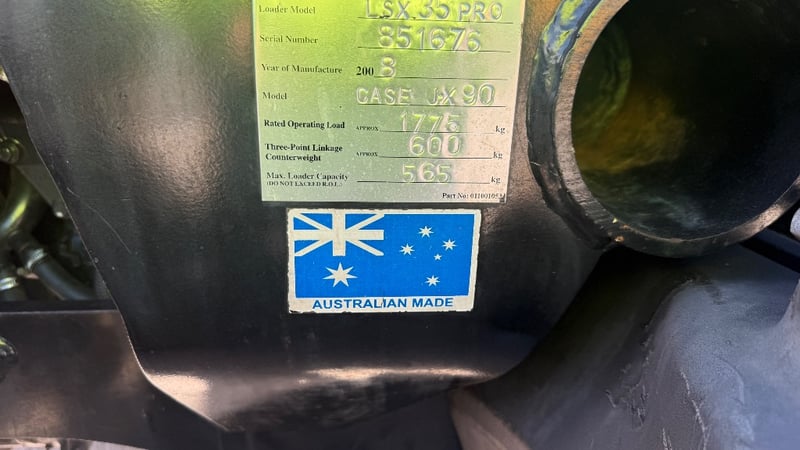 Loader Model LSX 35 PRO
Serial Number 851676
Year of Manufacture 2008
Model CASE JX90
Rated Operating Load APPROX. 1775 kg
Three-Point Linkage
Counterweight APPROX. 600 kg
Max. Loader Capacity 565 kg
(DO NOT EXCEED R.O.L.)
Part No:
AUSTRALIAN MADE